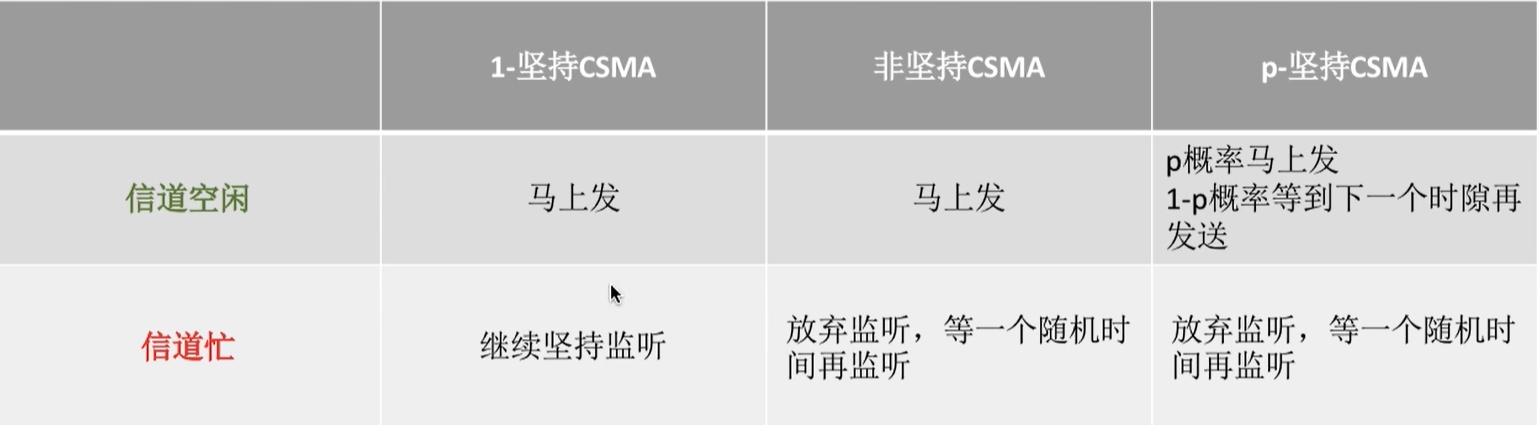 1-坚持CSMA
非坚持CSMA
p-坚持CSMA
信道空闲
马上发
马上发
p概率马上发
1-p概率等到下一个时隙再
发送
信道忙
继续坚持监听
放弃监听，等一个随机时
间再监听
放弃监听，等一个随机时
间再监听